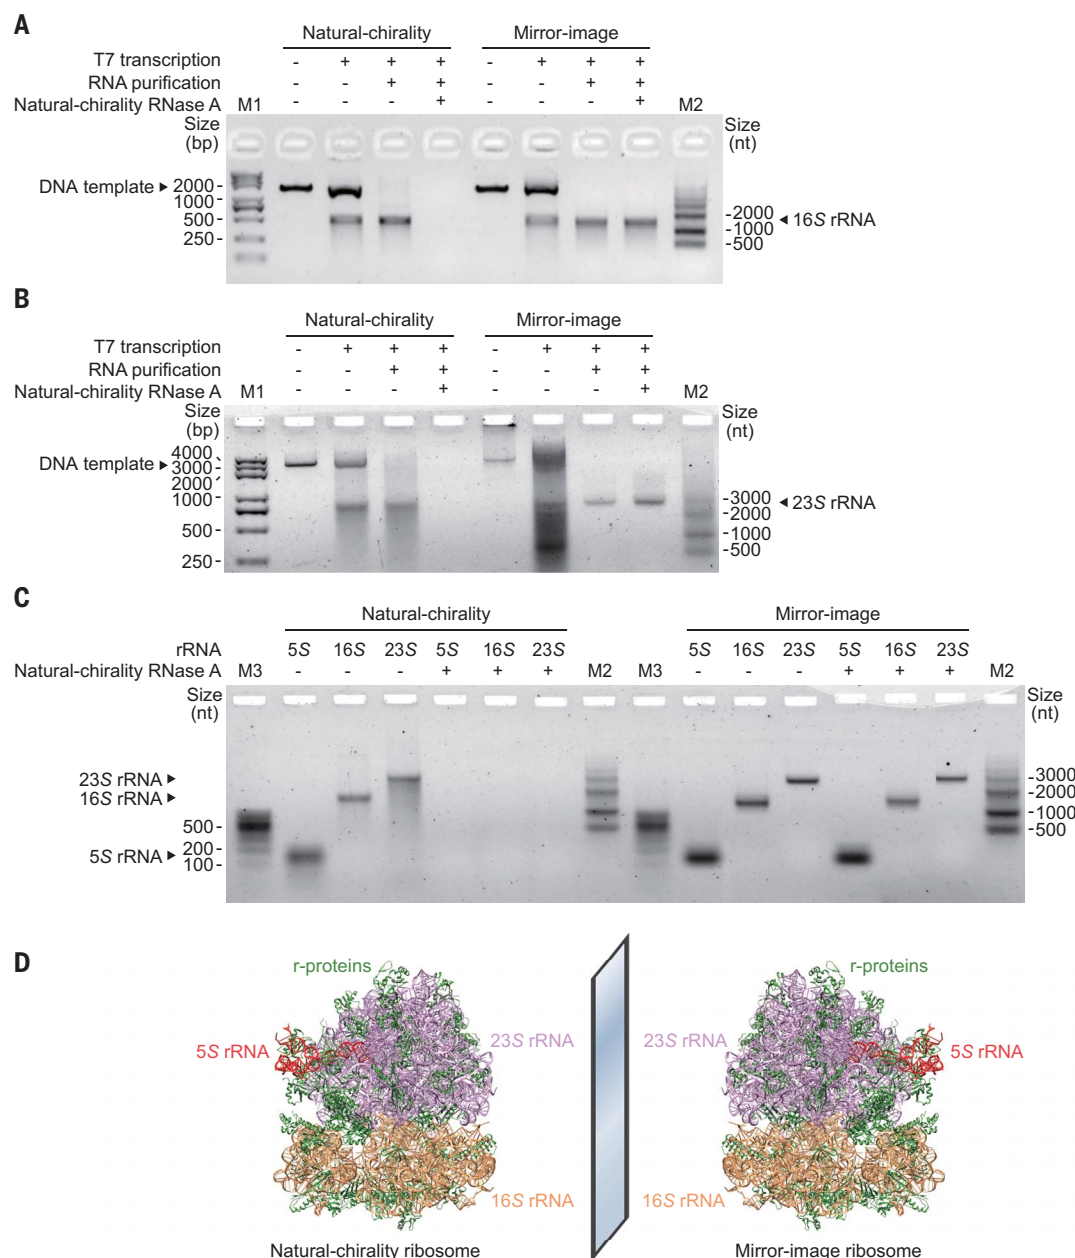 A
Natural-chirality Mirror-image
T7 transcription - + + + - + + +
RNA purification - - + + - - + +
Natural-chirality RNase A M1 - - - + - - - + M2
Size (bp) Size (nt)
DNA template 2000
1000
500
250
2000 16S rRNA
1000
500
B
Natural-chirality Mirror-image
T7 transcription - + + + - + + +
RNA purification - - + + - - + +
Natural-chirality RNase A M1 - - - + - - - + M2
Size (bp) Size (nt)
4000
DNA template 3000
2000
1000
500
250
3000 23S rRNA
2000
1000
500
C
Natural-chirality Mirror-image
rRNA 5S 16S 23S 5S 16S 23S 5S 16S 23S 5S 16S 23S
Natural-chirality RNase A M3 - - - + + + M2 M3 - - - + + + M2
Size (nt) Size (nt)
23S rRNA
16S rRNA
500
200
5S rRNA 100
3000
2000
1000
500
D
r-proteins r-proteins
5S rRNA 23S rRNA 23S rRNA 5S rRNA
16S rRNA 16S rRNA
Natural-chirality ribosome Mirror-image ribosome